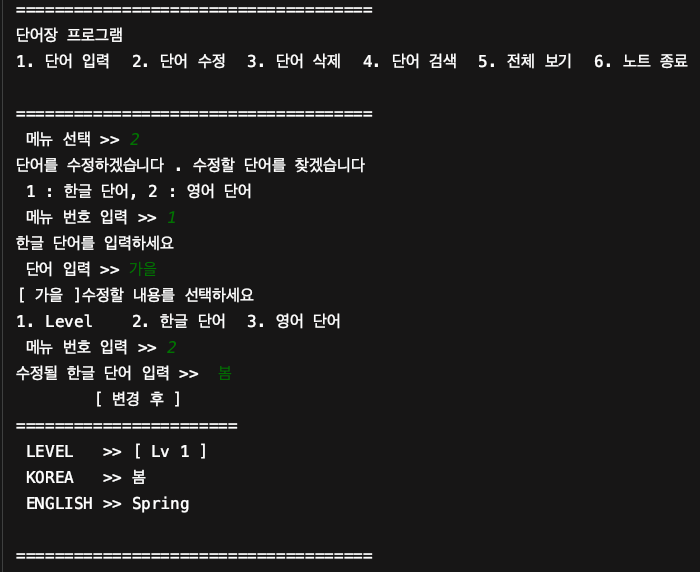 =====================================
단어장 프로그램
1. 단어 입력  2. 단어 수정  3. 단어 삭제  4. 단어 검색  5. 전체 보기  6. 노트 종료
=====================================
메뉴 선택 >> 2
단어를 수정하겠습니다 . 수정할 단어를 찾겠습니다
1 : 한글 단어, 2 : 영어 단어
메뉴 번호 입력 >> 1
한글 단어를 입력하세요
단어 입력 >> 가을
[ 가을 ]수정할 내용를 선택하세요
1. Level    2. 한글 단어  3. 영어 단어
메뉴 번호 입력 >> 2
수정될 한글 단어 입력 >>  봄
[ 변경 후 ]
=======================
LEVEL   >> [ Lv 1 ]
KOREA   >> 봄
ENGLISH >> Spring
=====================================